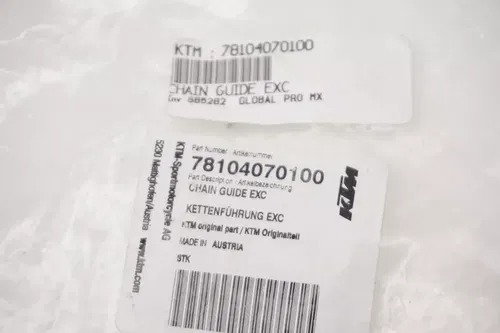 KTM : 78104070100
CHAIN GUIDE EXC
GLOBAL PRO MX
Part Number / Artikelnummer
78104070100
Part Description / Artikelbezeichnung
CHAIN GUIDE EXC
KETTENFÜHRUNG EXC
KTM original part / KTM Originalteil
MADE IN AUSTRIA
STK
KTM
KTM-Sportmotorcycle AG
5230 Mattighofen/Austria
www.ktm.com